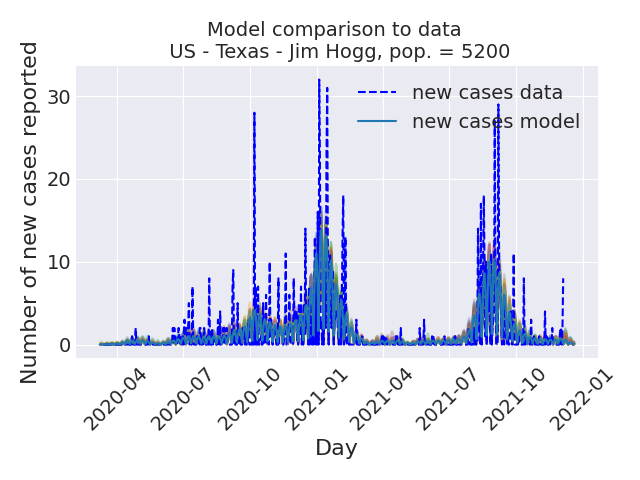 Model comparison to data
US - Texas - Jim Hogg, pop. = 5200
Number of new cases reported
30
20
10
0
new cases data
new cases model
2020-04
2020-07
2020-10
2021-01
2021-04
2021-07
2021-10
2022-01
Day